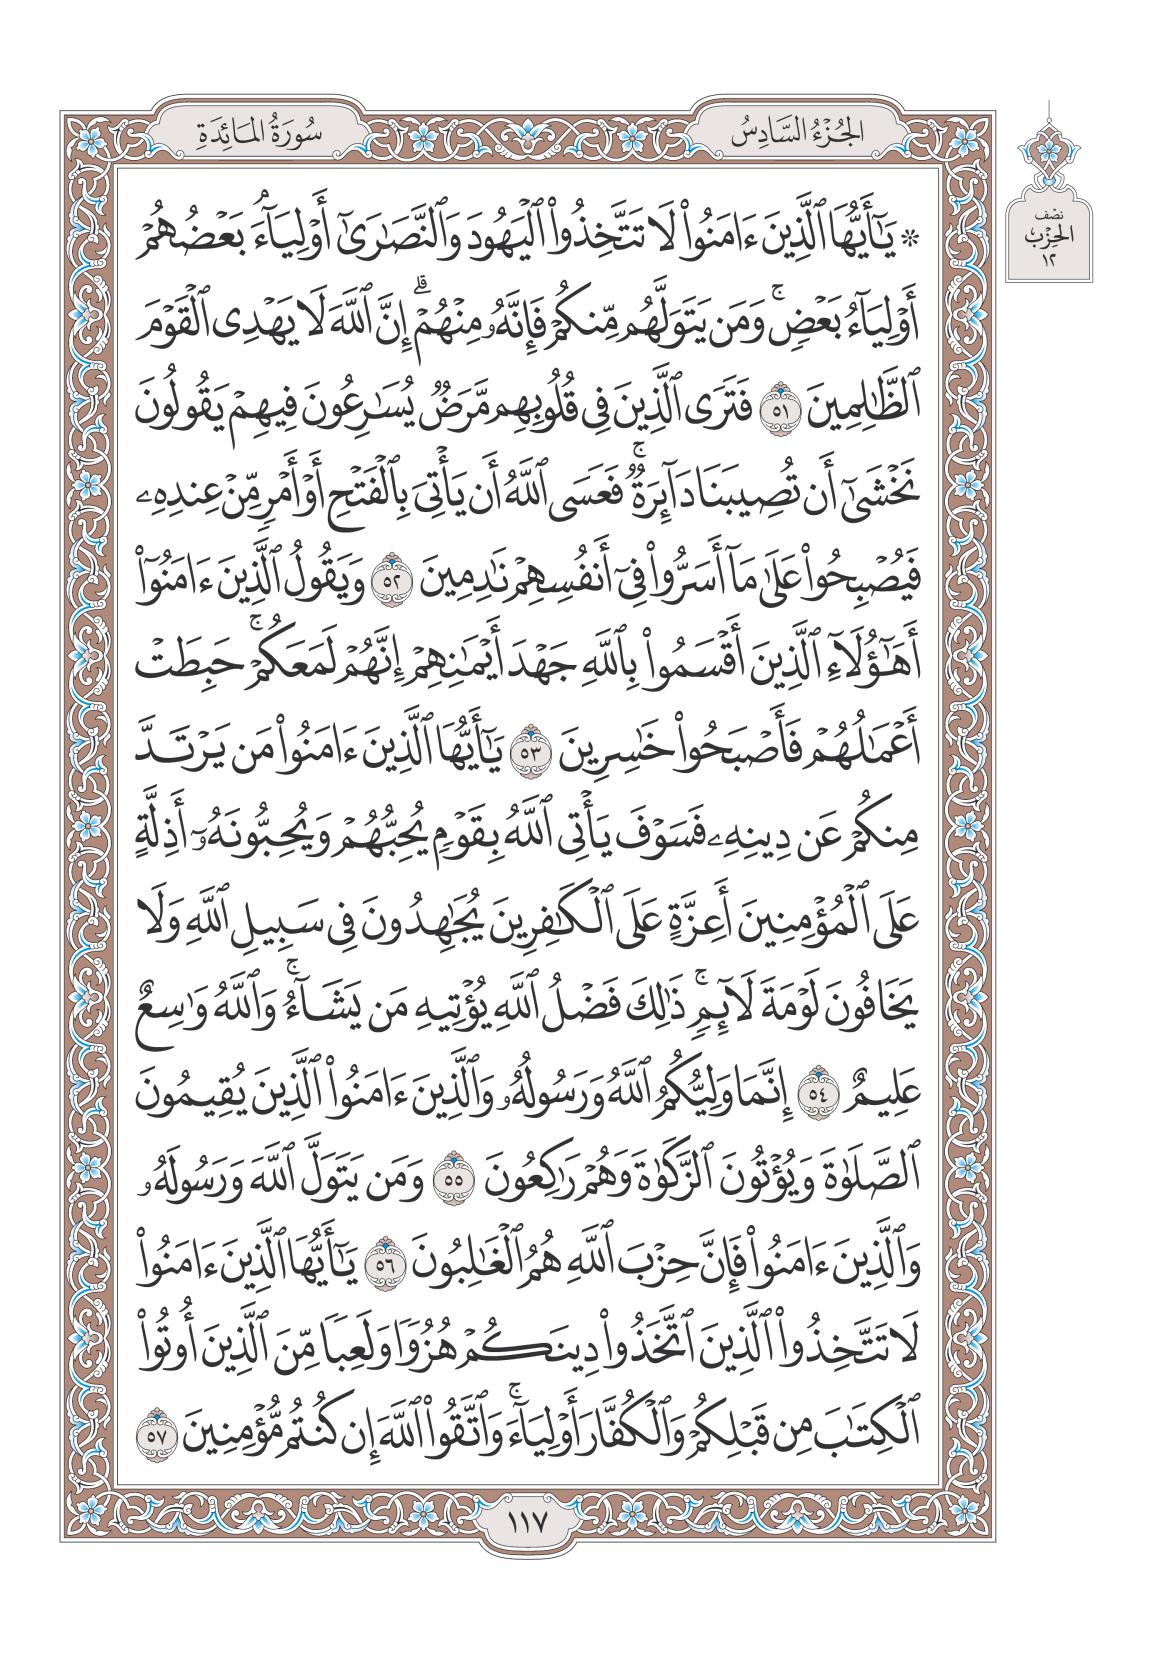 الجُزْءُ السَّادِسُ
سُورَةُ المَائِدَةِ
نصف
الحِزْب
١٢
۞ يَـٰٓأَيُّهَا ٱلَّذِينَ ءَامَنُوا۟ لَا تَتَّخِذُوا۟ ٱلْيَهُودَ وَٱلنَّصَـٰرَىٰٓ أَوْلِيَآءَ ۘ بَعْضُهُمْ
أَوْلِيَآءُ بَعْضٍ ۚ وَمَن يَتَوَلَّهُم مِّنكُمْ فَإِنَّهُۥ مِنْهُمْ ۗ إِنَّ ٱللَّهَ لَا يَهْدِى ٱلْقَوْمَ
ٱلظَّـٰلِمِينَ ٥١ فَتَرَى ٱلَّذِينَ فِى قُلُوبِهِم مَّرَضٌ يُسَـٰرِعُونَ فِيهِمْ يَقُولُونَ
نَخْشَىٰٓ أَن تُصِيبَنَا دَآئِرَةٌ ۚ فَعَسَى ٱللَّهُ أَن يَأْتِىَ بِٱلْفَتْحِ أَوْ أَمْرٍ مِّنْ عِندِهِۦ
فَيُصْبِحُوا۟ عَلَىٰ مَآ أَسَرُّوا۟ فِىٓ أَنفُسِهِمْ نَـٰدِمِينَ ٥٢ وَيَقُولُ ٱلَّذِينَ ءَامَنُوٓا۟
أَهَـٰٓؤُلَآءِ ٱلَّذِينَ أَقْسَمُوا۟ بِٱللَّهِ جَهْدَ أَيْمَـٰنِهِمْ إِنَّهُمْ لَمَعَكُمْ ۚ حَبِطَتْ
أَعْمَـٰلُهُمْ فَأَصْبَحُوا۟ خَـٰسِرِينَ ٥٣ يَـٰٓأَيُّهَا ٱلَّذِينَ ءَامَنُوا۟ مَن يَرْتَدَّ
مِنكُمْ عَن دِينِهِۦ فَسَوْفَ يَأْتِى ٱللَّهُ بِقَوْمٍ يُحِبُّهُمْ وَيُحِبُّونَهُۥٓ أَذِلَّةٍ
عَلَى ٱلْمُؤْمِنِينَ أَعِزَّةٍ عَلَى ٱلْكَـٰفِرِينَ يُجَـٰهِدُونَ فِى سَبِيلِ ٱللَّهِ وَلَا
يَخَافُونَ لَوْمَةَ لَآئِمٍ ۚ ذَٰلِكَ فَضْلُ ٱللَّهِ يُؤْتِيهِ مَن يَشَآءُ ۚ وَٱللَّهُ وَٰسِعٌ
عَلِيمٌ ٥٤ إِنَّمَا وَلِيُّكُمُ ٱللَّهُ وَرَسُولُهُۥ وَٱلَّذِينَ ءَامَنُوا۟ ٱلَّذِينَ يُقِيمُونَ
ٱلصَّلَوٰةَ وَيُؤْتُونَ ٱلزَّكَوٰةَ وَهُمْ رَٰكِعُونَ ٥٥ وَمَن يَتَوَلَّ ٱللَّهَ وَرَسُولَهُۥ
وَٱلَّذِينَ ءَامَنُوا۟ فَإِنَّ حِزْبَ ٱللَّهِ هُمُ ٱلْغَـٰلِبُونَ ٥٦ يَـٰٓأَيُّهَا ٱلَّذِينَ ءَامَنُوا۟
لَا تَتَّخِذُوا۟ ٱلَّذِينَ ٱتَّخَذُوا۟ دِينَكُمْ هُزُوًا وَلَعِبًا مِّنَ ٱلَّذِينَ أُوتُوا۟
ٱلْكِتَـٰبَ مِن قَبْلِكُمْ وَٱلْكُفَّارَ أَوْلِيَآءَ ۚ وَٱتَّقُوا۟ ٱللَّهَ إِن كُنتُم مُّؤْمِنِينَ ٥٧
١١٧